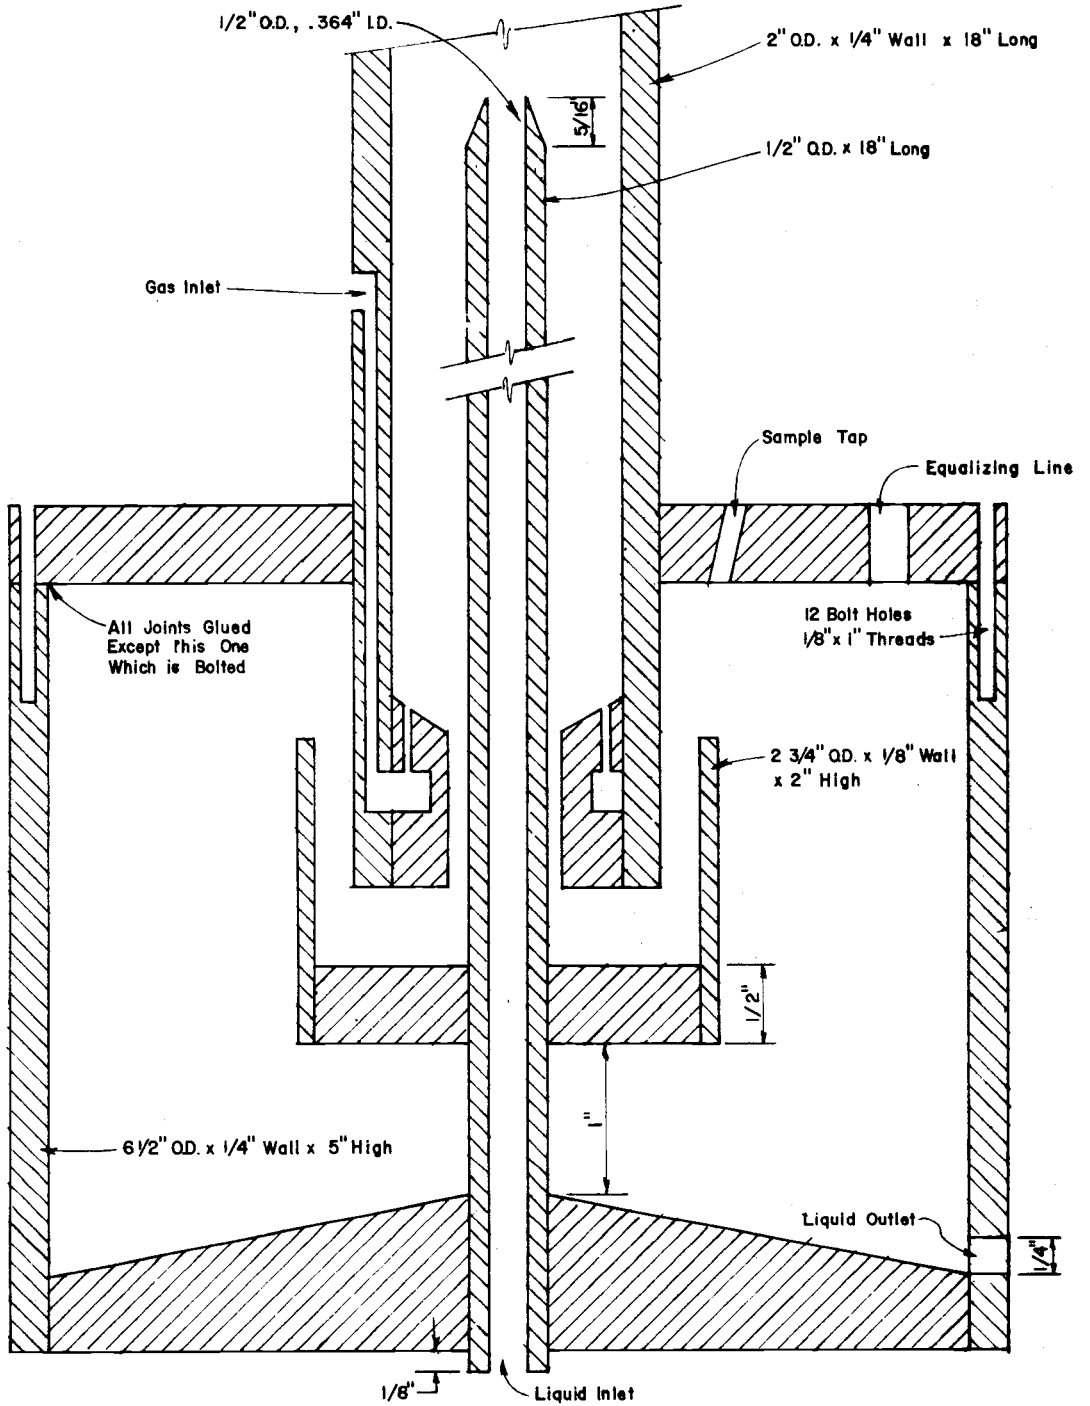 1/2" O.D., .364" I.D.
2" O.D. x 1/4" Wall x 18" Long
5/16"
1/2" O.D. x 18" Long
Gas Inlet
Sample Tap
Equalizing Line
All Joints Glued
Except This One
Which is Bolted
12 Bolt Holes
1/8" x 1" Threads
2 3/4" O.D. x 1/8" Wall
x 2" High
1/2"
1"
6 1/2" O.D. x 1/4" Wall x 5" High
Liquid Outlet
1/4"
1/8"
Liquid Inlet